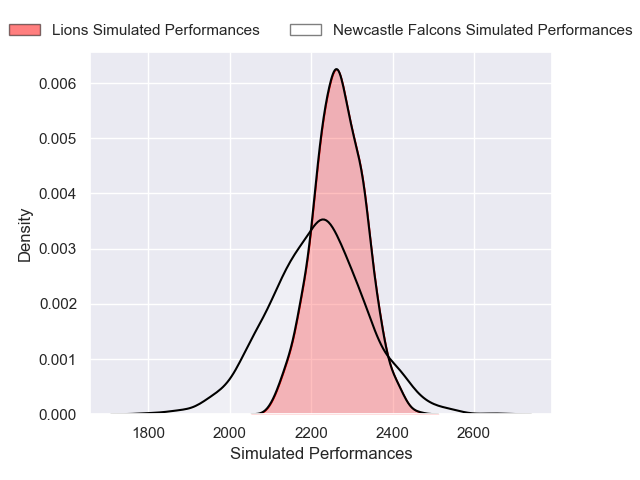 Lions Simulated Performances
Newcastle Falcons Simulated Performances
0.006
0.005
0.004
0.003
0.002
0.001
0.000
Density
1800 2000 2200 2400 2600
Simulated Performances